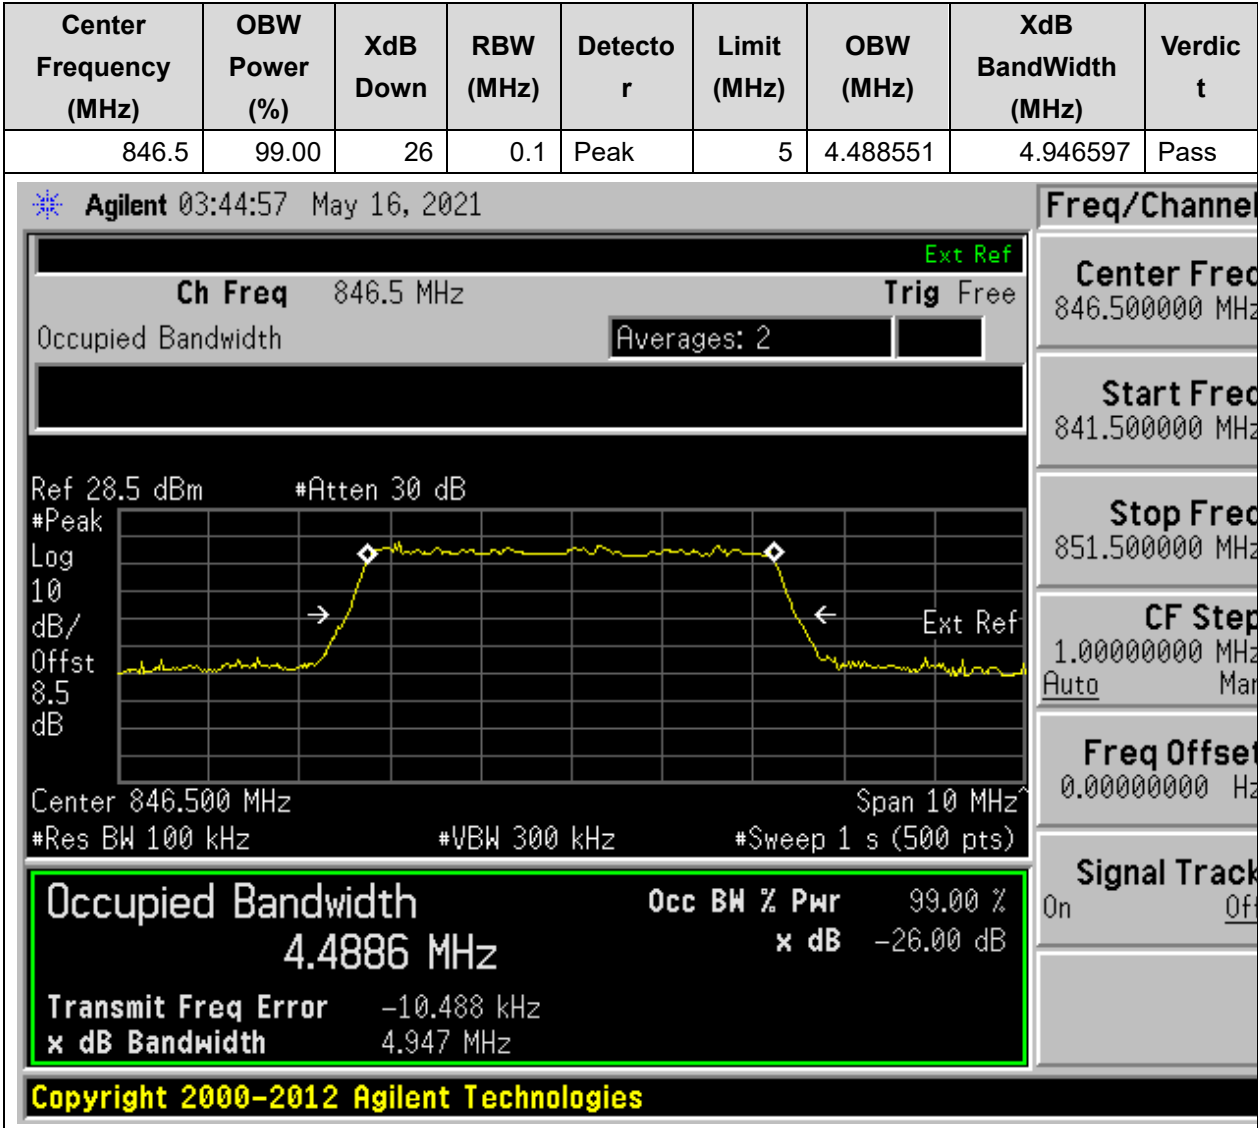 Center Frequency (MHz) OBW Power (%) XdB Down RBW (MHz) Detecto r Limit (MHz) OBW (MHz) XdB BandWidth (MHz) Verdic t
846.5 99.00 26 0.1 Peak 5 4.488551 4.946597 Pass
Agilent 03:44:57 May 16, 2021
Freq/Channel
Ext Ref
Ch Freq 846.5 MHz Trig Free
Occupied Bandwidth Averages: 2
Center Freq
846.500000 MHz
Start Freq
841.500000 MHz
Ref 28.5 dBm #Atten 30 dB
#Peak
Log
10
dB/
Offst
8.5
dB
Ext Ref
Stop Freq
851.500000 MHz
CF Step
1.00000000 MHz
Auto Man
Freq Offset
0.00000000 Hz
Center 846.500 MHz Span 10 MHz^
#Res BW 100 kHz #VBW 300 kHz #Sweep 1 s (500 pts)
Signal Track
On Off
Occupied Bandwidth Occ BW % Pwr 99.00 %
4.4886 MHz x dB -26.00 dB
Transmit Freq Error -10.488 kHz
x dB Bandwidth 4.947 MHz
Copyright 2000-2012 Agilent Technologies